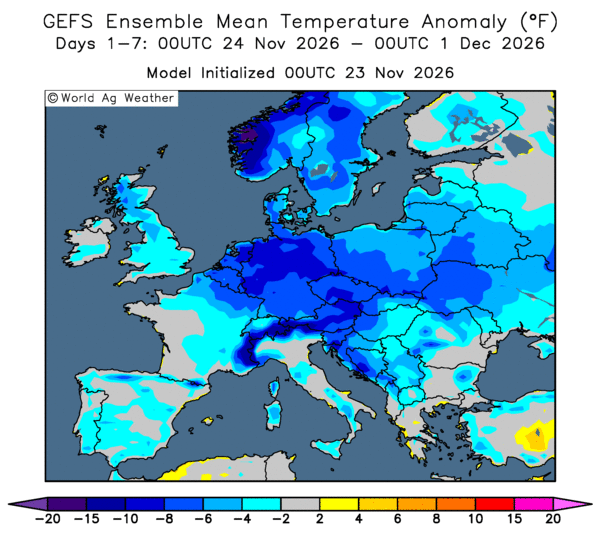 GEFS Ensemble Mean Temperature Anomaly (°F)
Days 1-7: 00UTC 24 Nov 2026 - 00UTC 1 Dec 2026
Model Initialized 00UTC 23 Nov 2026
© World Ag Weather
-20 -15 -10 -8 -6 -4 -2 2 4 6 8 10 15 20